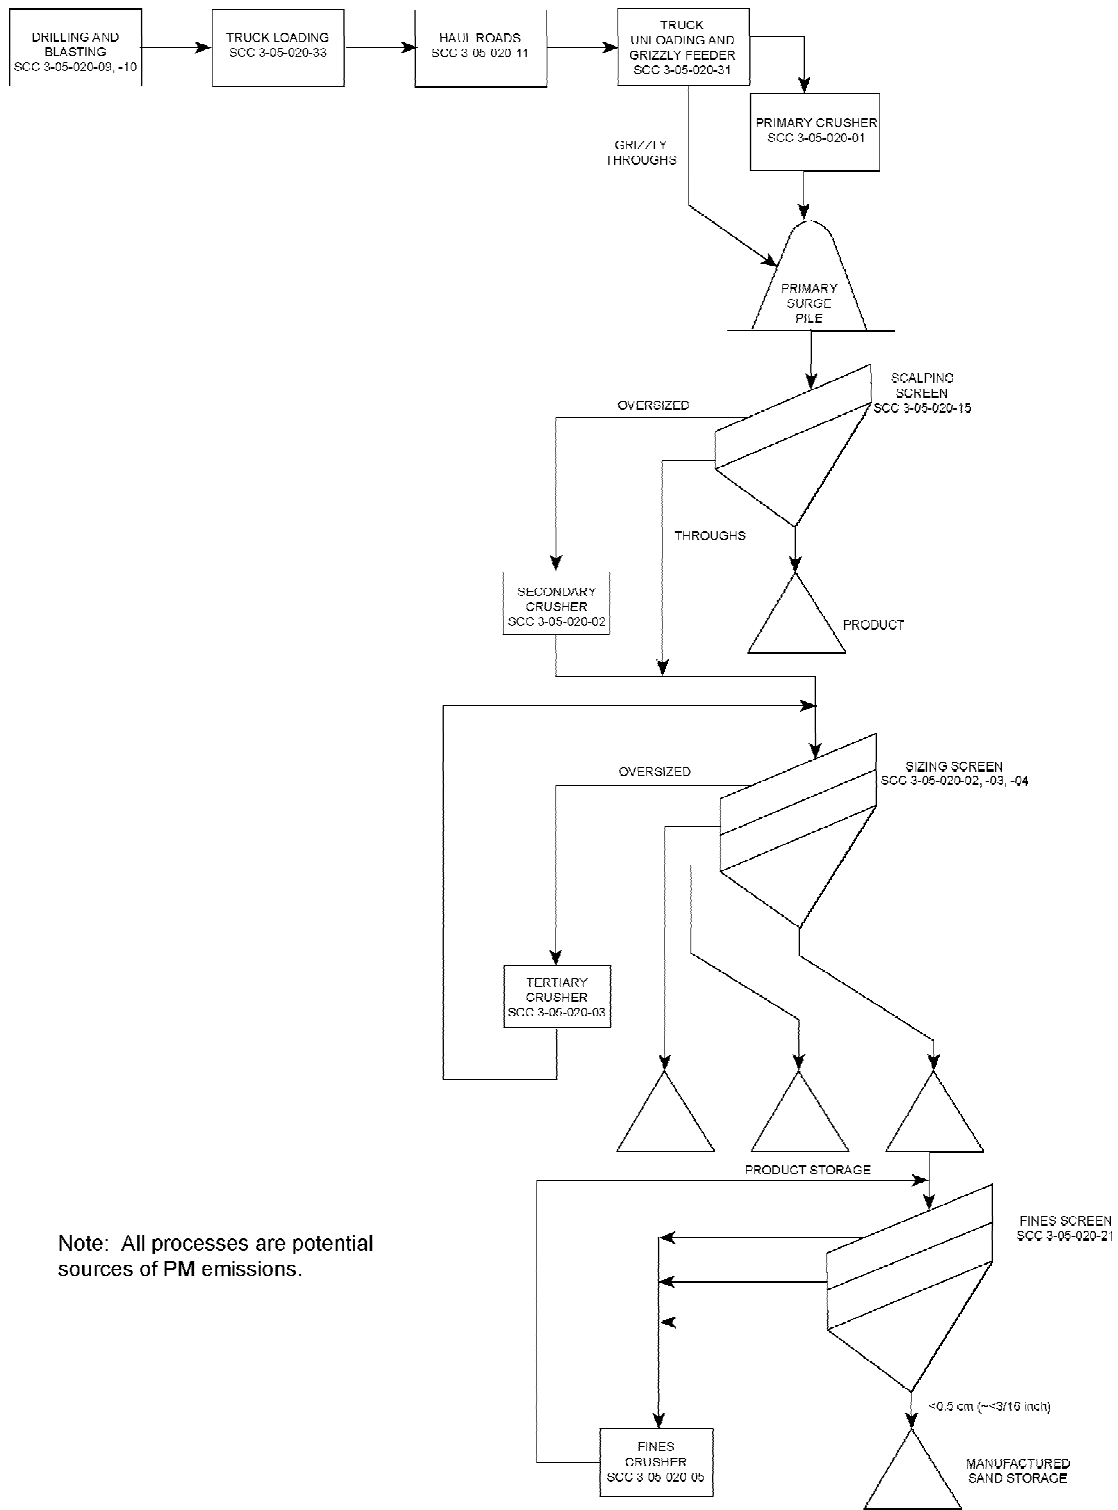 DRILLING AND
BLASTING
SCC 3-05-020-09, -10
TRUCK LOADING
SCC 3-05-020-33
HAUL ROADS
SCC 3-05-020-11
TRUCK
UNLOADING AND
GRIZZLY FEEDER
SCC 3-05-020-31
PRIMARY CRUSHER
SCC 3-05-020-01
GRIZZLY
THROUGHS
PRIMARY
SURGE
PILE
SCALPING
SCREEN
SCC 3-05-020-15
OVERSIZED
THROUGHS
SECONDARY
CRUSHER
SCC 3-05-020-02
PRODUCT
SIZING SCREEN
SCC 3-05-020-02, -03, -04
OVERSIZED
TERTIARY
CRUSHER
SCC 3-05-020-03
PRODUCT STORAGE
FINES SCREEN
SCC 3-05-020-21
Note: All processes are potential
sources of PM emissions.
<0.5 cm (~<3/16 inch)
FINES
CRUSHER
SCC 3-05-020-05
MANUFACTURED
SAND STORAGE